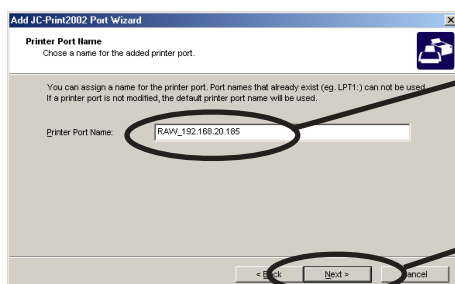 Add JC-Print2002 Port Wizard
Printer Port Name
Chose a name for the added printer port.
You can assign a name for the printer port. Port names that already exist (eg. LPT1:) can not be used.
If a printer port is not modified, the default printer port name will be used.
Printer Port Name:
RAW_192.168.20.185
< Back
Next >
Cancel